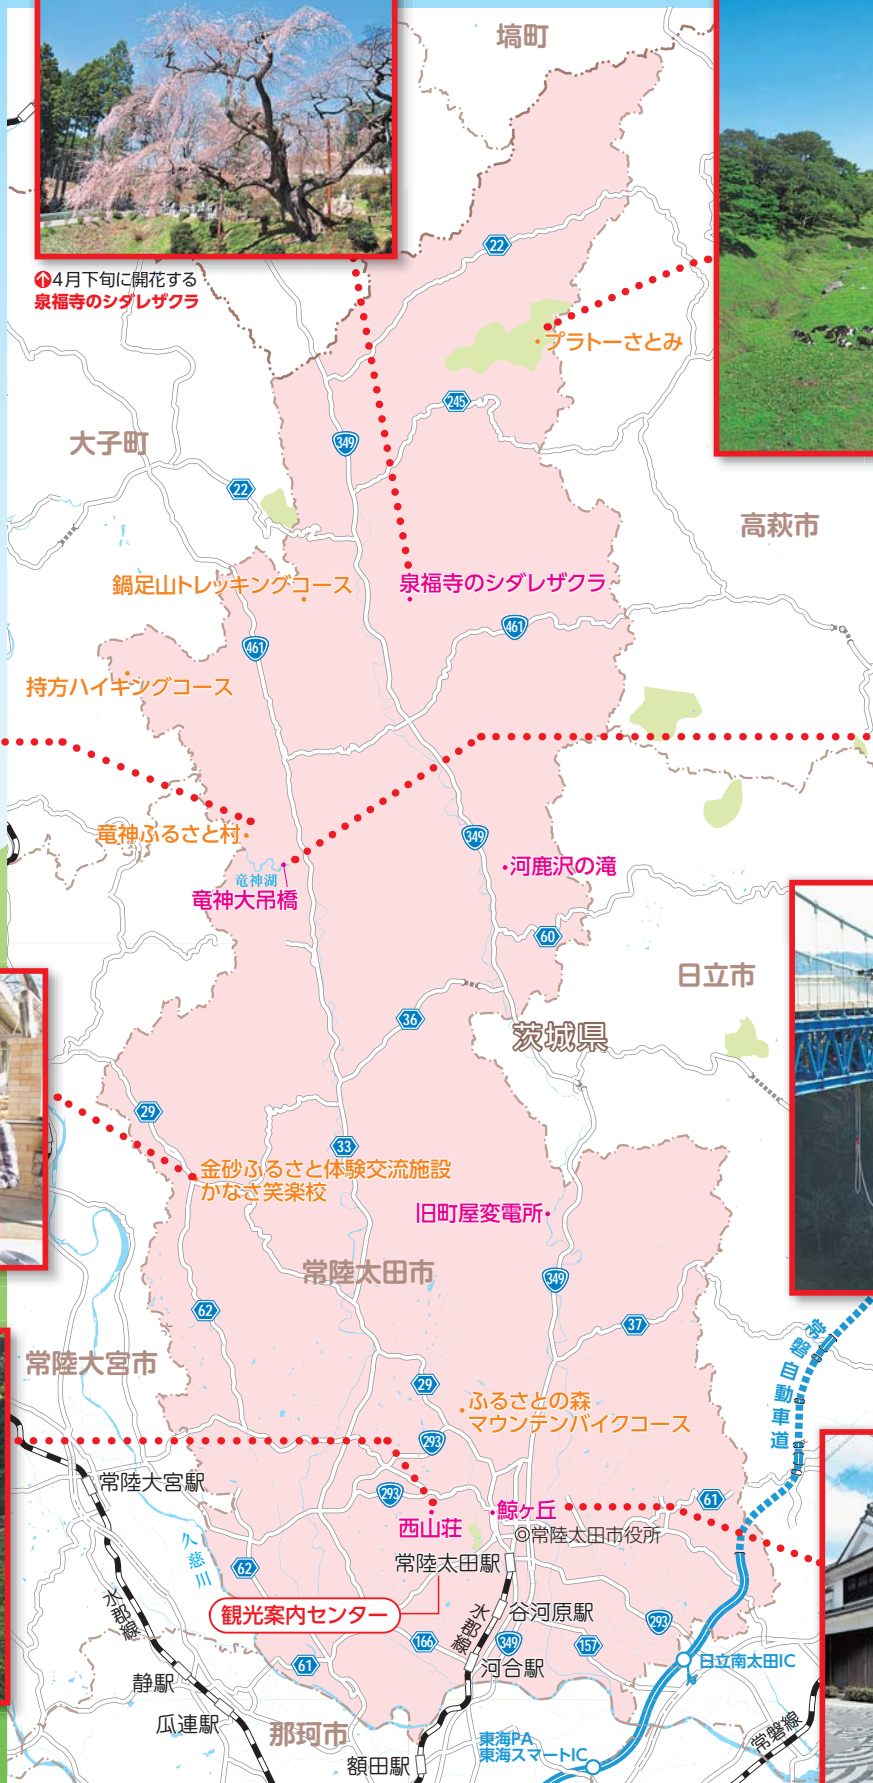 塙町
22
4月下旬に開花する
泉福寺のシダレザクラ
プラトーさとみ
245
大子町
349
22
高萩市
鍋足山トレッキングコース
泉福寺のシダレザクラ
461
461
持方ハイキングコース
竜神ふるさと村
349
河鹿沢の滝
竜神湖
竜神大吊橋
60
日立市
36
茨城県
29
33
金砂ふるさと体験交流施設
かなさ笑楽校
旧町屋変電所
常陸太田市
349
62
37
常磐自動車道
常陸大宮市
29
ふるさとの森
マウンテンバイクコース
293
常陸大宮駅
293
61
鯨ヶ丘
西山荘
◎常陸太田市役所
久慈川
常陸太田駅
62
水郡線
観光案内センター
水郡線
谷河原駅
293
166
349
157
61
河合駅
日立南太田IC
静駅
瓜連駅
那珂市
東海PA
東海スマートIC
常磐線
額田駅